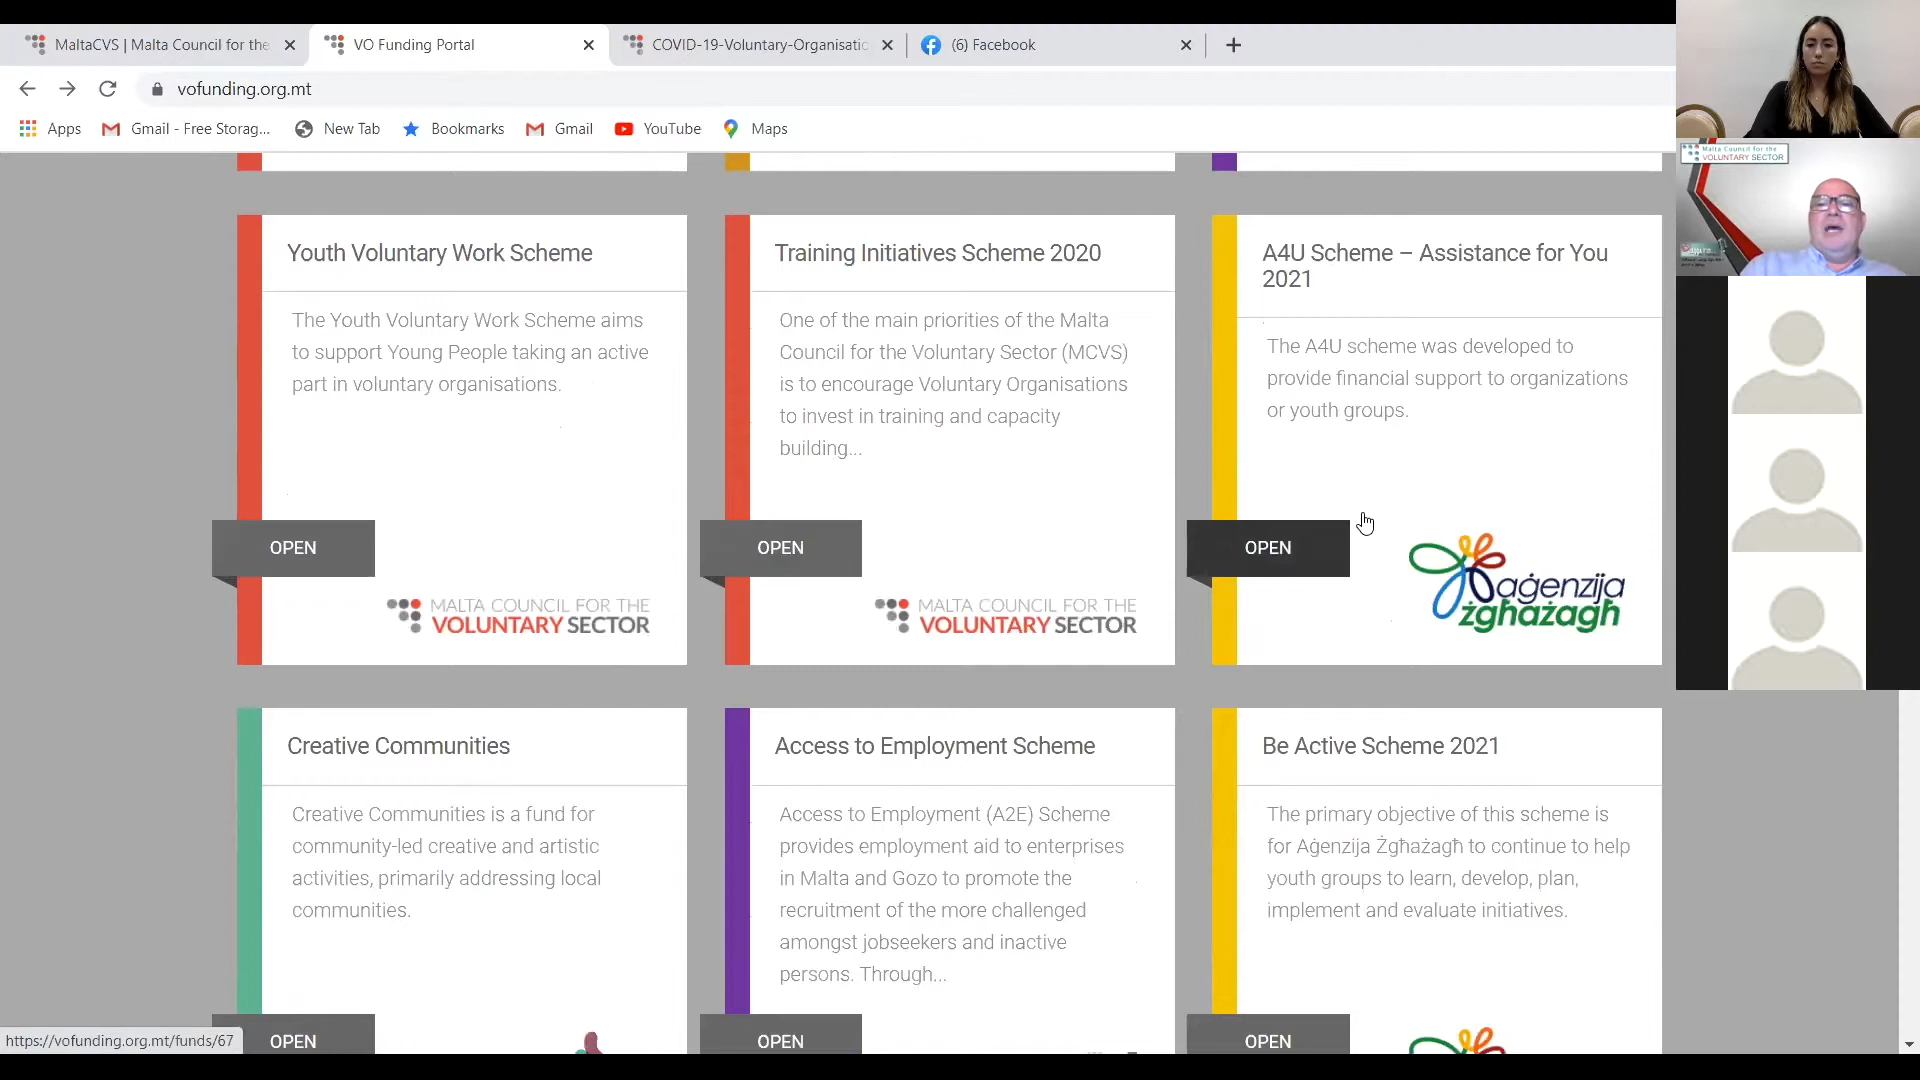 MaltaCVS | Malta Council for the
VO Funding Portal
COVID-19-Voluntary-Organisatic
(6) Facebook
vofunding.org.mt
Apps
Gmail - Free Storag...
New Tab
Bookmarks
Gmail
YouTube
Maps
Malta Council for the
VOLUNTARY SECTOR
Youth Voluntary Work Scheme
The Youth Voluntary Work Scheme aims
to support Young People taking an active
part in voluntary organisations.
OPEN
MALTA COUNCIL FOR THE
VOLUNTARY SECTOR
Training Initiatives Scheme 2020
One of the main priorities of the Malta
Council for the Voluntary Sector (MCVS)
is to encourage Voluntary Organisations
to invest in training and capacity
building...
OPEN
MALTA COUNCIL FOR THE
VOLUNTARY SECTOR
A4U Scheme – Assistance for You
2021
The A4U scheme was developed to
provide financial support to organizations
or youth groups.
OPEN
aġenzija
żgħażagħ
Creative Communities
Creative Communities is a fund for
community-led creative and artistic
activities, primarily addressing local
communities.
OPEN
Access to Employment Scheme
Access to Employment (A2E) Scheme
provides employment aid to enterprises
in Malta and Gozo to promote the
recruitment of the more challenged
amongst jobseekers and inactive
persons. Through...
OPEN
Be Active Scheme 2021
The primary objective of this scheme is
for Aġenzija Żgħażagħ to continue to help
youth groups to learn, develop, plan,
implement and evaluate initiatives.
OPEN
https://vofunding.org.mt/funds/67